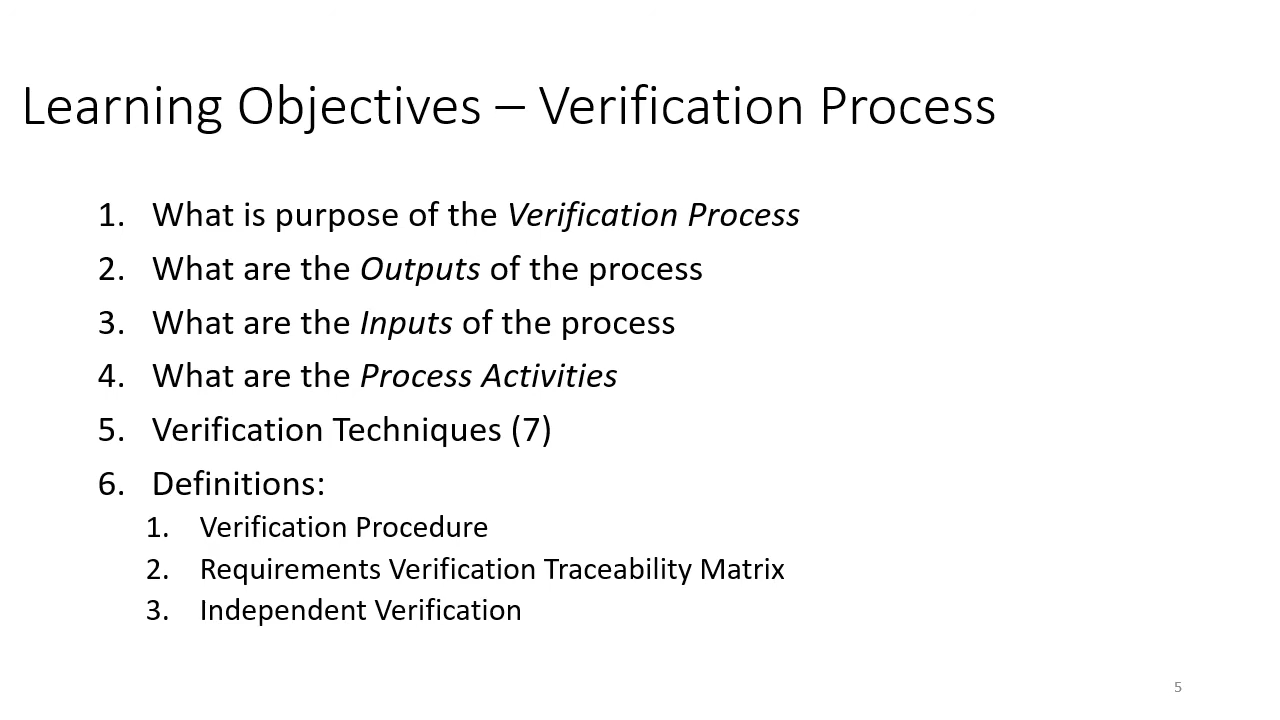 Learning Objectives – Verification Process
1. What is purpose of the Verification Process
2. What are the Outputs of the process
3. What are the Inputs of the process
4. What are the Process Activities
5. Verification Techniques (7)
6. Definitions:
1. Verification Procedure
2. Requirements Verification Traceability Matrix
3. Independent Verification
5